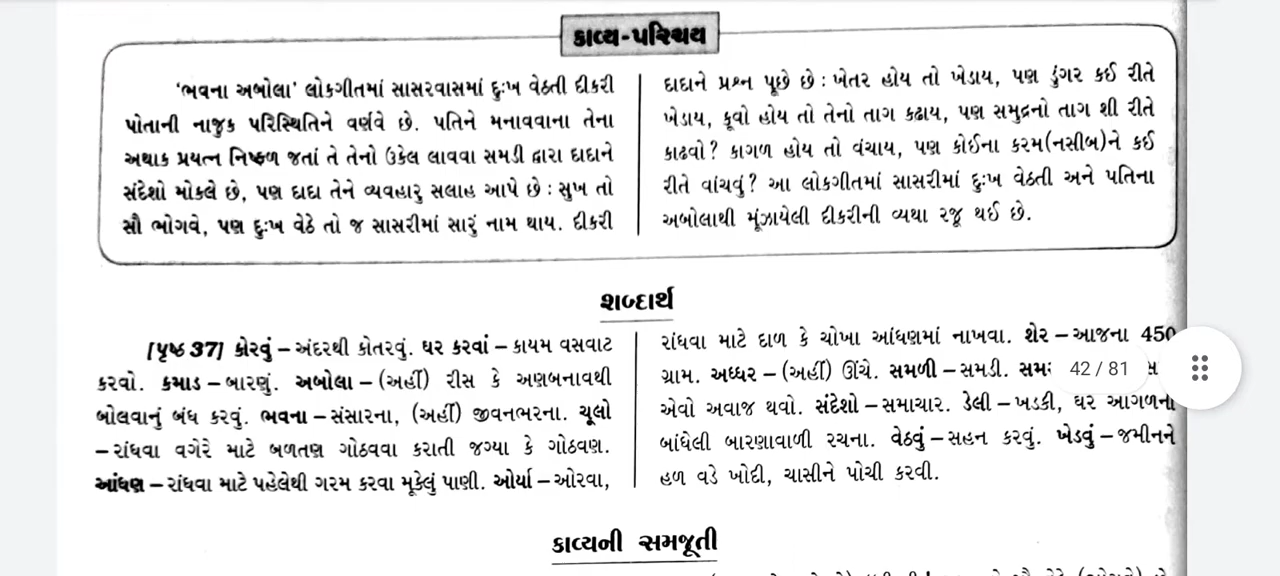 કાવ્ય-પરિચય
‘ભવના અબોલા’ લોકગીતમાં સાસરવાસમાં દુઃખ વેઠતી દીકરી
પોતાની નાજુક પરિસ્થિતિને વર્ણવે છે. પતિને મનાવવાના તેના
અથાક પ્રયત્ન નિષ્ફળ જતાં તે તેનો ઉકેલ લાવવા સમડી દ્વારા દાદાને
સંદેશો મોકલે છે, પણ દાદા તેને વ્યવહારુ સલાહ આપે છે : સુખ તો
સૌ ભોગવે, પણ દુઃખ વેઠે તો જ સાસરીમાં સારું નામ થાય. દીકરી
દાદાને પ્રશ્ન પૂછે છે : ખેતર હોય તો ખેડાય, પણ ડુંગર કઈ રીતે
ખેડાય, કૂવો હોય તો તેનો તાગ કઢાય, પણ સમુદ્રનો તાગ શી રીતે
કાઢવો? કાગળ હોય તો વંચાય, પણ કોઈના કરમ(નસીબ)ને કઈ
રીતે વાંચવું? આ લોકગીતમાં સાસરીમાં દુઃખ વેઠતી અને પતિના
અબોલાથી મૂંઝાયેલી દીકરીની વ્યથા રજૂ થઈ છે.
શબ્દાર્થ
[પૃષ્ઠ 37] કોરવું – અંદરથી કોતરવું. ઘર કરવાં – કાયમ વસવાટ
કરવો. કમાડ – બારણું. અબોલા – (અહીં) રીસ કે અણબનાવથી
બોલવાનું બંધ કરવું. ભવના – સંસારના, (અહીં) જીવનભરના. ચૂલો
– રાંધવા વગેરે માટે બળતણ ગોઠવવા કરાતી જગ્યા કે ગોઠવણ.
આંધણ – રાંધવા માટે પહેલેથી ગરમ કરવા મૂકેલું પાણી. ઓર્યા – ઓરવા,
રાંધવા માટે દાળ કે ચોખા આંધણમાં નાખવા. શેર – આજના 450
ગ્રામ. અધ્ધર – (અહીં) ઊંચે. સમળી – સમડી. 42 / 81
એવો અવાજ થવો. સંદેશો – સમાચાર. ડેલી – ખડકી, ઘર આગળની
બાંધેલી બારણાવાળી રચના. વેઠવું – સહન કરવું. ખેડવું – જમીનને
હળ વડે ખોદી, ચાસીને પોચી કરવી.
કાવ્યની સમજૂતી